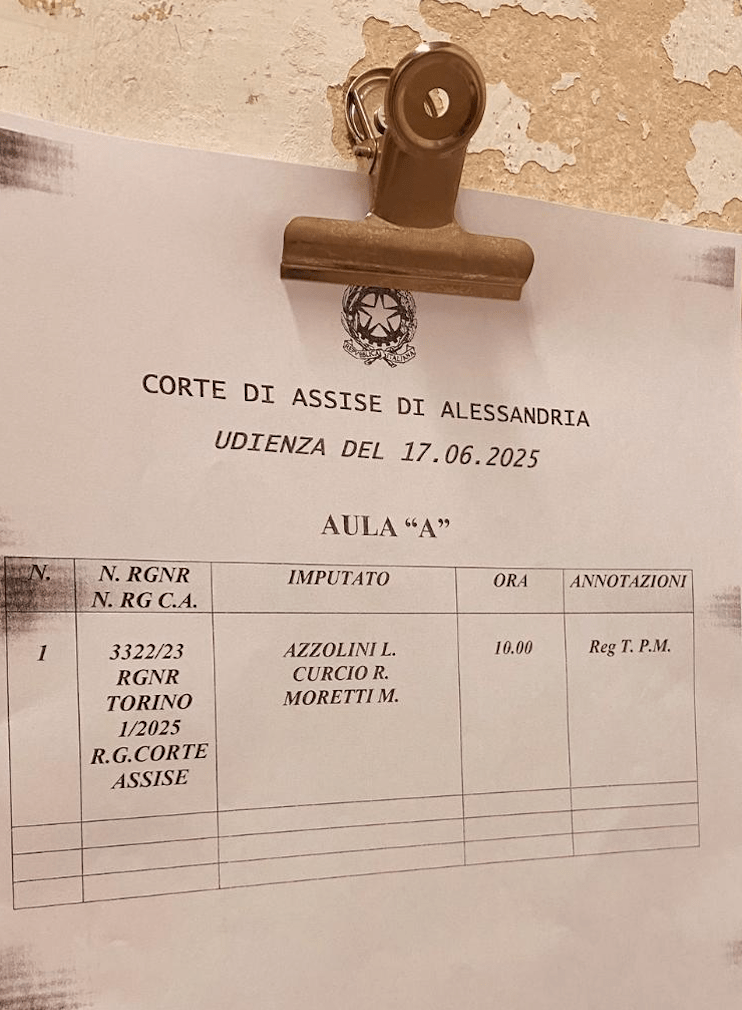 REPVBBLICA ITALIANA
CORTE DI ASSISE DI ALESSANDRIA
UDIENZA DEL 17.06.2025
AULA “A”
N.
N. RGNR
N. RG C.A.
IMPUTATO
ORA
ANNOTAZIONI
1
3322/23
RGNR
TORINO
1/2025
R.G.CORTE
ASSISE
AZZOLINI L.
CURCIO R.
MORETTI M.
10.00
Reg T. P.M.